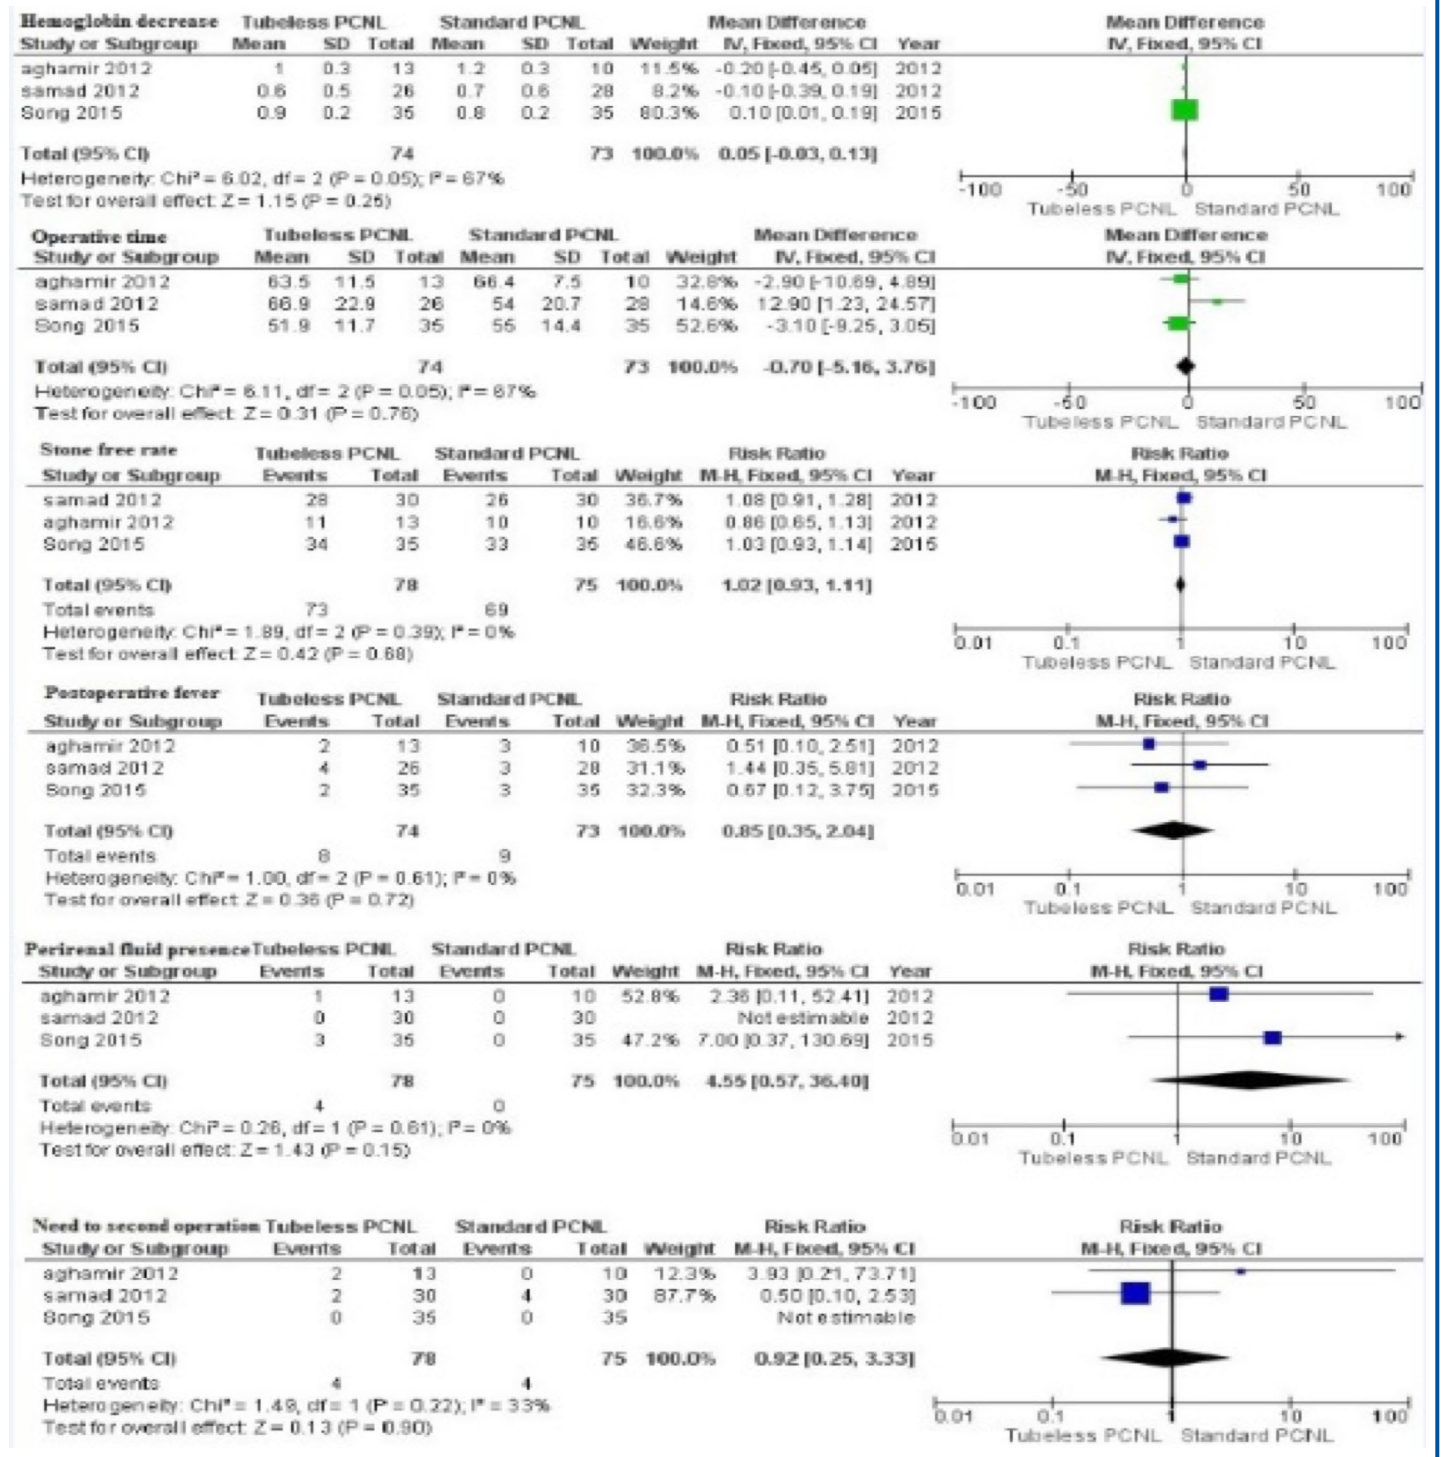 Hemoglobin decrease Tubeless PCNL Standard PCNL Mean Difference Mean Difference
Study or Subgroup Mean SD Total Mean SD Total Weight IV, Fixed, 95% CI Year IV, Fixed, 95% CI
aghamir 2012 1 0.3 13 1.2 0.3 10 11.5% -0.20 [-0.45, 0.05] 2012
samad 2012 0.6 0.5 26 0.7 0.6 28 8.2% -0.10 [-0.39, 0.19] 2012
Song 2015 0.9 0.2 35 0.8 0.2 35 80.3% 0.10 [0.01, 0.19] 2015
Total (95% CI) 74 73 100.0% 0.05 [-0.03, 0.13]
Heterogeneity: Chi² = 6.02, df = 2 (P = 0.05); I² = 67%
Test for overall effect: Z = 1.15 (P = 0.25)
-100 -50 0 50 100
Tubeless PCNL Standard PCNL
Operative time Tubeless PCNL Standard PCNL Mean Difference Mean Difference
Study or Subgroup Mean SD Total Mean SD Total Weight IV, Fixed, 95% CI Year IV, Fixed, 95% CI
aghamir 2012 63.5 11.5 13 66.4 7.5 10 32.8% -2.90 [-10.69, 4.89] 2012
samad 2012 66.9 22.9 26 54 20.7 28 14.6% 12.90 [1.23, 24.57] 2012
Song 2015 51.9 11.7 35 55 14.4 35 52.6% -3.10 [-9.25, 3.05] 2015
Total (95% CI) 74 73 100.0% -0.70 [-5.16, 3.76]
Heterogeneity: Chi² = 6.11, df = 2 (P = 0.05); I² = 67%
Test for overall effect: Z = 0.31 (P = 0.76)
-100 -50 0 50 100
Tubeless PCNL Standard PCNL
Stone free rate Tubeless PCNL Standard PCNL Risk Ratio Risk Ratio
Study or Subgroup Events Total Events Total Weight M-H, Fixed, 95% CI Year M-H, Fixed, 95% CI
samad 2012 28 30 26 30 36.7% 1.08 [0.91, 1.28] 2012
aghamir 2012 11 13 10 10 16.6% 0.86 [0.65, 1.13] 2012
Song 2015 34 35 33 35 46.6% 1.03 [0.93, 1.14] 2015
Total (95% CI) 78 75 100.0% 1.02 [0.93, 1.11]
Total events 73 69
Heterogeneity: Chi² = 1.89, df = 2 (P = 0.39); I² = 0%
Test for overall effect: Z = 0.42 (P = 0.68)
0.01 0.1 1 10 100
Tubeless PCNL Standard PCNL
Postoperative fever Tubeless PCNL Standard PCNL Risk Ratio Risk Ratio
Study or Subgroup Events Total Events Total Weight M-H, Fixed, 95% CI Year M-H, Fixed, 95% CI
aghamir 2012 2 13 3 10 36.5% 0.51 [0.10, 2.51] 2012
samad 2012 4 26 3 28 31.1% 1.44 [0.35, 5.81] 2012
Song 2015 2 35 3 35 32.3% 0.67 [0.12, 3.75] 2015
Total (95% CI) 74 73 100.0% 0.85 [0.35, 2.04]
Total events 8 9
Heterogeneity: Chi² = 1.00, df = 2 (P = 0.61); I² = 0%
Test for overall effect: Z = 0.36 (P = 0.72)
0.01 0.1 1 10 100
Tubeless PCNL Standard PCNL
Perirenal fluid presence Tubeless PCNL Standard PCNL Risk Ratio Risk Ratio
Study or Subgroup Events Total Events Total Weight M-H, Fixed, 95% CI Year M-H, Fixed, 95% CI
aghamir 2012 1 13 0 10 52.8% 2.36 [0.11, 52.41] 2012
samad 2012 0 30 0 30 Not estimable 2012
Song 2015 3 35 0 35 47.2% 7.00 [0.37, 130.69] 2015
Total (95% CI) 78 75 100.0% 4.55 [0.57, 36.40]
Total events 4 0
Heterogeneity: Chi² = 0.26, df = 1 (P = 0.61); I² = 0%
Test for overall effect: Z = 1.43 (P = 0.15)
0.01 0.1 1 10 100
Tubeless PCNL Standard PCNL
Need to second operation Tubeless PCNL Standard PCNL Risk Ratio Risk Ratio
Study or Subgroup Events Total Events Total Weight M-H, Fixed, 95% CI M-H, Fixed, 95% CI
aghamir 2012 2 13 0 10 12.3% 3.93 [0.21, 73.71]
samad 2012 2 30 4 30 87.7% 0.50 [0.10, 2.53]
Song 2015 0 35 0 35 Not estimable
Total (95% CI) 78 75 100.0% 0.92 [0.25, 3.33]
Total events 4 4
Heterogeneity: Chi² = 1.49, df = 1 (P = 0.22); I² = 33%
Test for overall effect: Z = 0.13 (P = 0.90)
0.01 0.1 1 10 100
Tubeless PCNL Standard PCNL